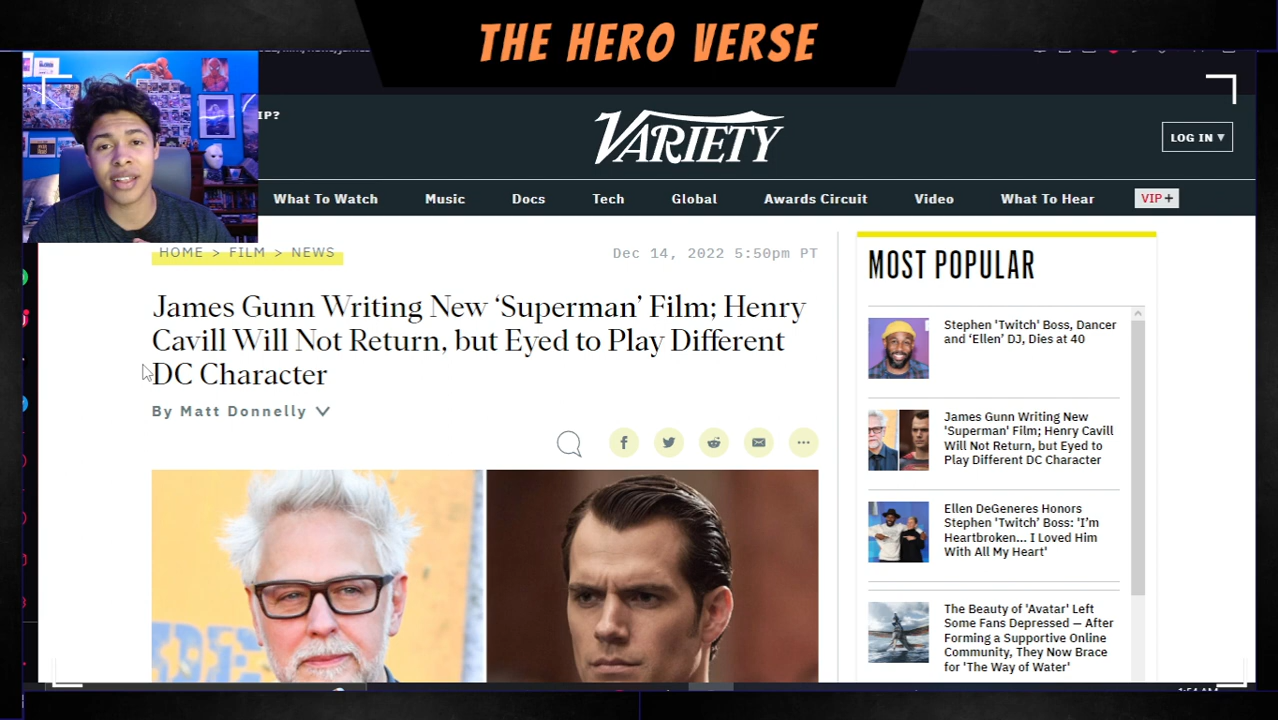 THE HERO VERSE
IP?
VARIETY
LOG IN ▼
What To Watch
Music
Docs
Tech
Global
Awards Circuit
Video
What To Hear
VIP+
HOME > FILM > NEWS
Dec 14, 2022 5:50pm PT
James Gunn Writing New ‘Superman’ Film; Henry
Cavill Will Not Return, but Eyed to Play Different
DC Character
By Matt Donnelly
MOST POPULAR
Stephen 'Twitch' Boss, Dancer
and ‘Ellen’ DJ, Dies at 40
James Gunn Writing New
'Superman' Film; Henry Cavill
Will Not Return, but Eyed to
Play Different DC Character
Ellen DeGeneres Honors
Stephen 'Twitch’ Boss: ‘I’m
Heartbroken... I Loved Him
With All My Heart'
The Beauty of 'Avatar' Left
Some Fans Depressed — After
Forming a Supportive Online
Community, They Now Brace
for 'The Way of Water'